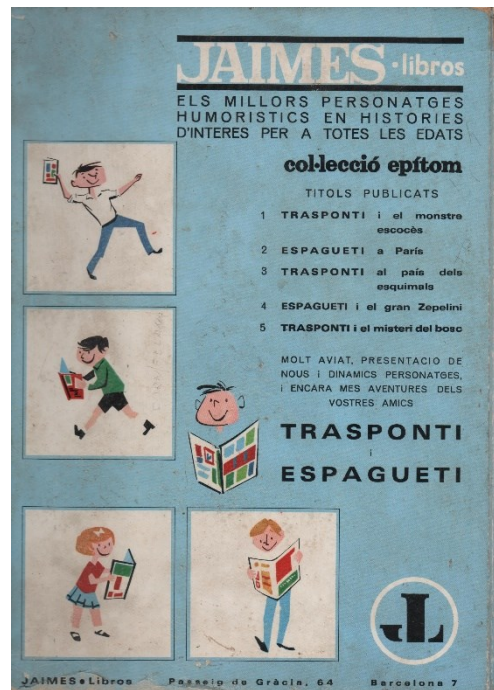 JAIMES • libros
ELS MILLORS PERSONATGES
HUMORISTICS EN HISTORIES
D'INTERES PER A TOTES LES EDATS
col·lecció epítom
TITOLS PUBLICATS
1 TRASPONTI i el monstre
escocès
2 ESPAGUETI a París
3 TRASPONTI al país dels
esquimals
4 ESPAGUETI i el gran Zepelini
5 TRASPONTI i el misteri del bosc
MOLT AVIAT, PRESENTACIO DE
NOUS I DINAMICS PERSONATGES,
I ENCARA MES AVENTURES DELS
VOSTRES AMICS
TRASPONTI
i
ESPAGUETI
JL
JAIMES • Libros Passeig de Gràcia, 64 Barcelona 7